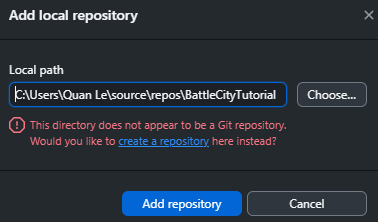 Add local repository
Local path
C:\Users\Quan Le\source\repos\BattleCityTutorial
Choose...
This directory does not appear to be a Git repository.
Would you like to create a repository here instead?
Add repository
Cancel